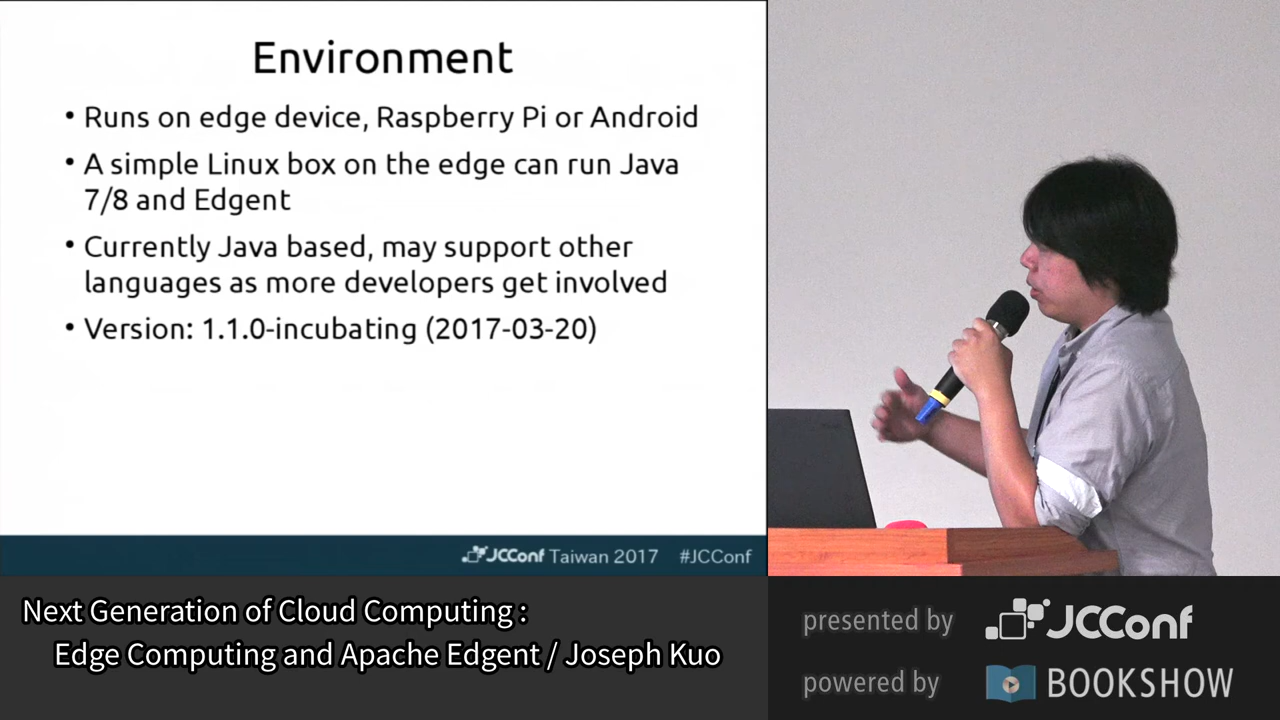 Environment
• Runs on edge device, Raspberry Pi or Android
• A simple Linux box on the edge can run Java
7/8 and Edgent
• Currently Java based, may support other
languages as more developers get involved
• Version: 1.1.0-incubating (2017-03-20)
JCConf Taiwan 2017 #JCConf
Next Generation of Cloud Computing :
Edge Computing and Apache Edgent / Joseph Kuo
presented by JCConf
powered by BOOKSHOW